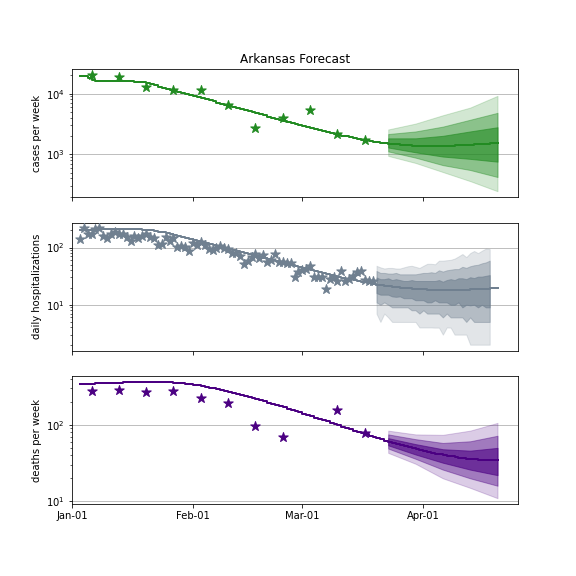 Arkansas Forecast
cases per week
10⁴
10³
daily hospitalizations
10²
10¹
deaths per week
10²
10¹
Jan-01 Feb-01 Mar-01 Apr-01